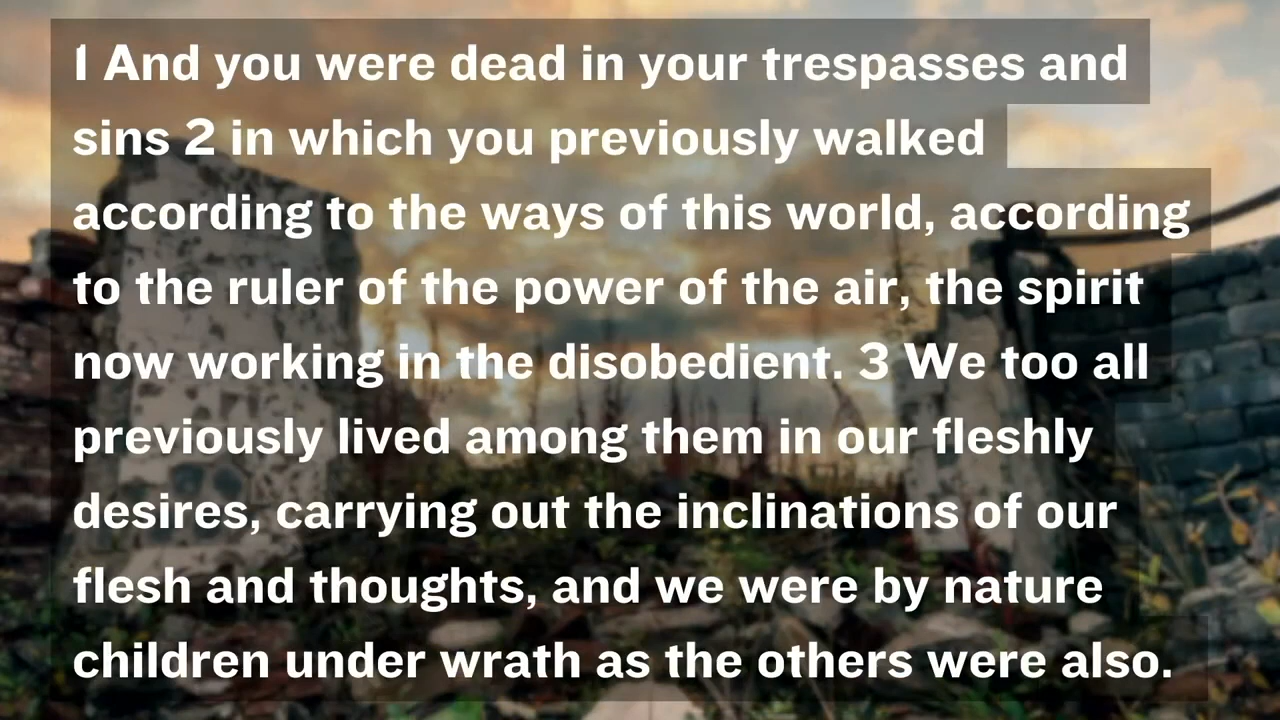 1 And you were dead in your trespasses and
sins 2 in which you previously walked
according to the ways of this world, according
to the ruler of the power of the air, the spirit
now working in the disobedient. 3 We too all
previously lived among them in our fleshly
desires, carrying out the inclinations of our
flesh and thoughts, and we were by nature
children under wrath as the others were also.